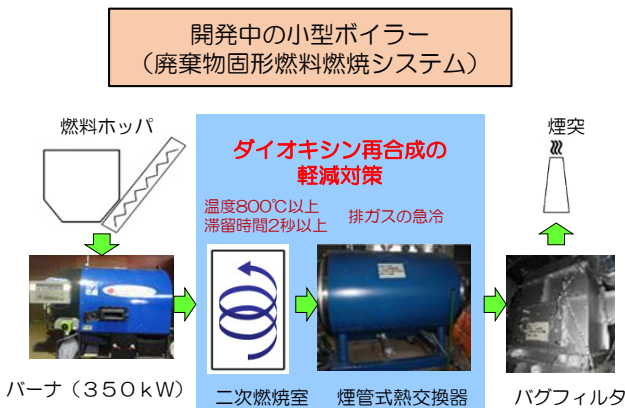 開発中の小型ボイラー
(廃棄物固形燃料燃焼システム)
燃料ホッパ
煙突
ダイオキシン再合成の
軽減対策
温度800℃以上
滞留時間2秒以上
排ガスの急冷
バーナ(350kW)
二次燃焼室
煙管式熱交換器
バグフィルタ